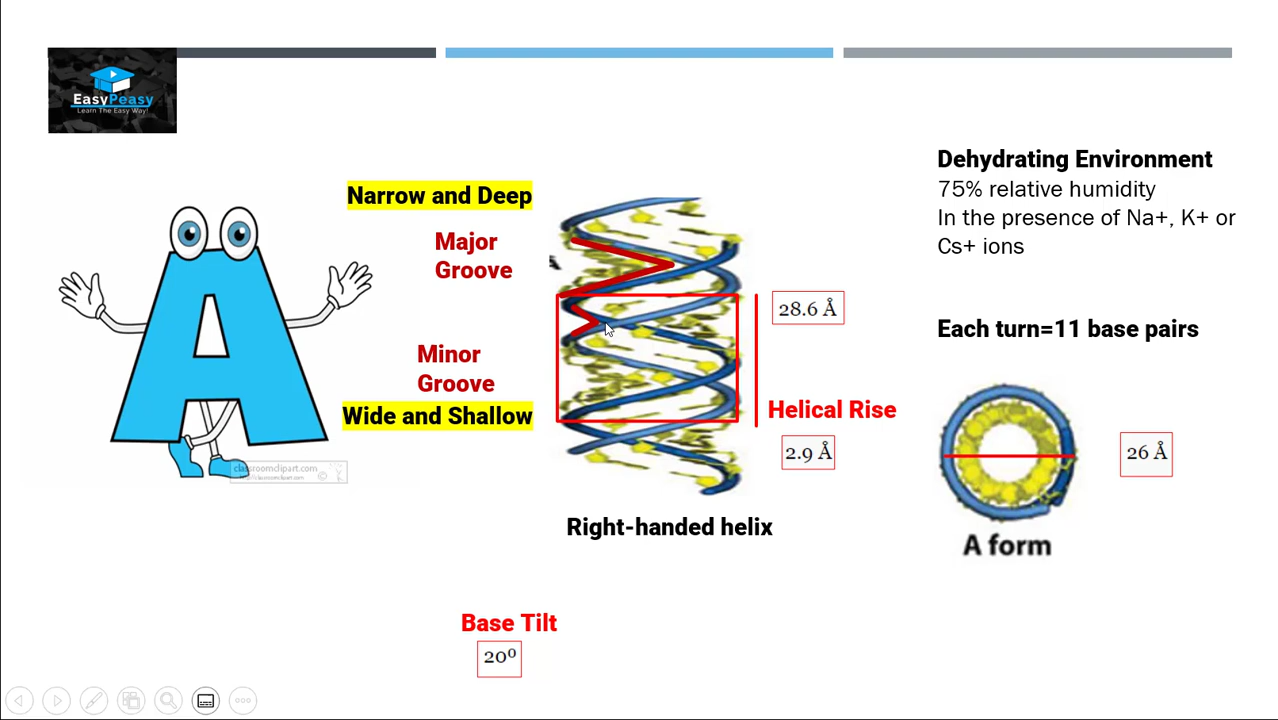 EasyPeasy
Learn The Easy Way!
Narrow and Deep
Major
Groove
Minor
Groove
Wide and Shallow
classroomclipart.com
©
A
28.6 Å
Helical Rise
2.9 Å
Right-handed helix
Base Tilt
20⁰
Dehydrating Environment
75% relative humidity
In the presence of Na+, K+ or
Cs+ ions
Each turn=11 base pairs
26 Å
A form